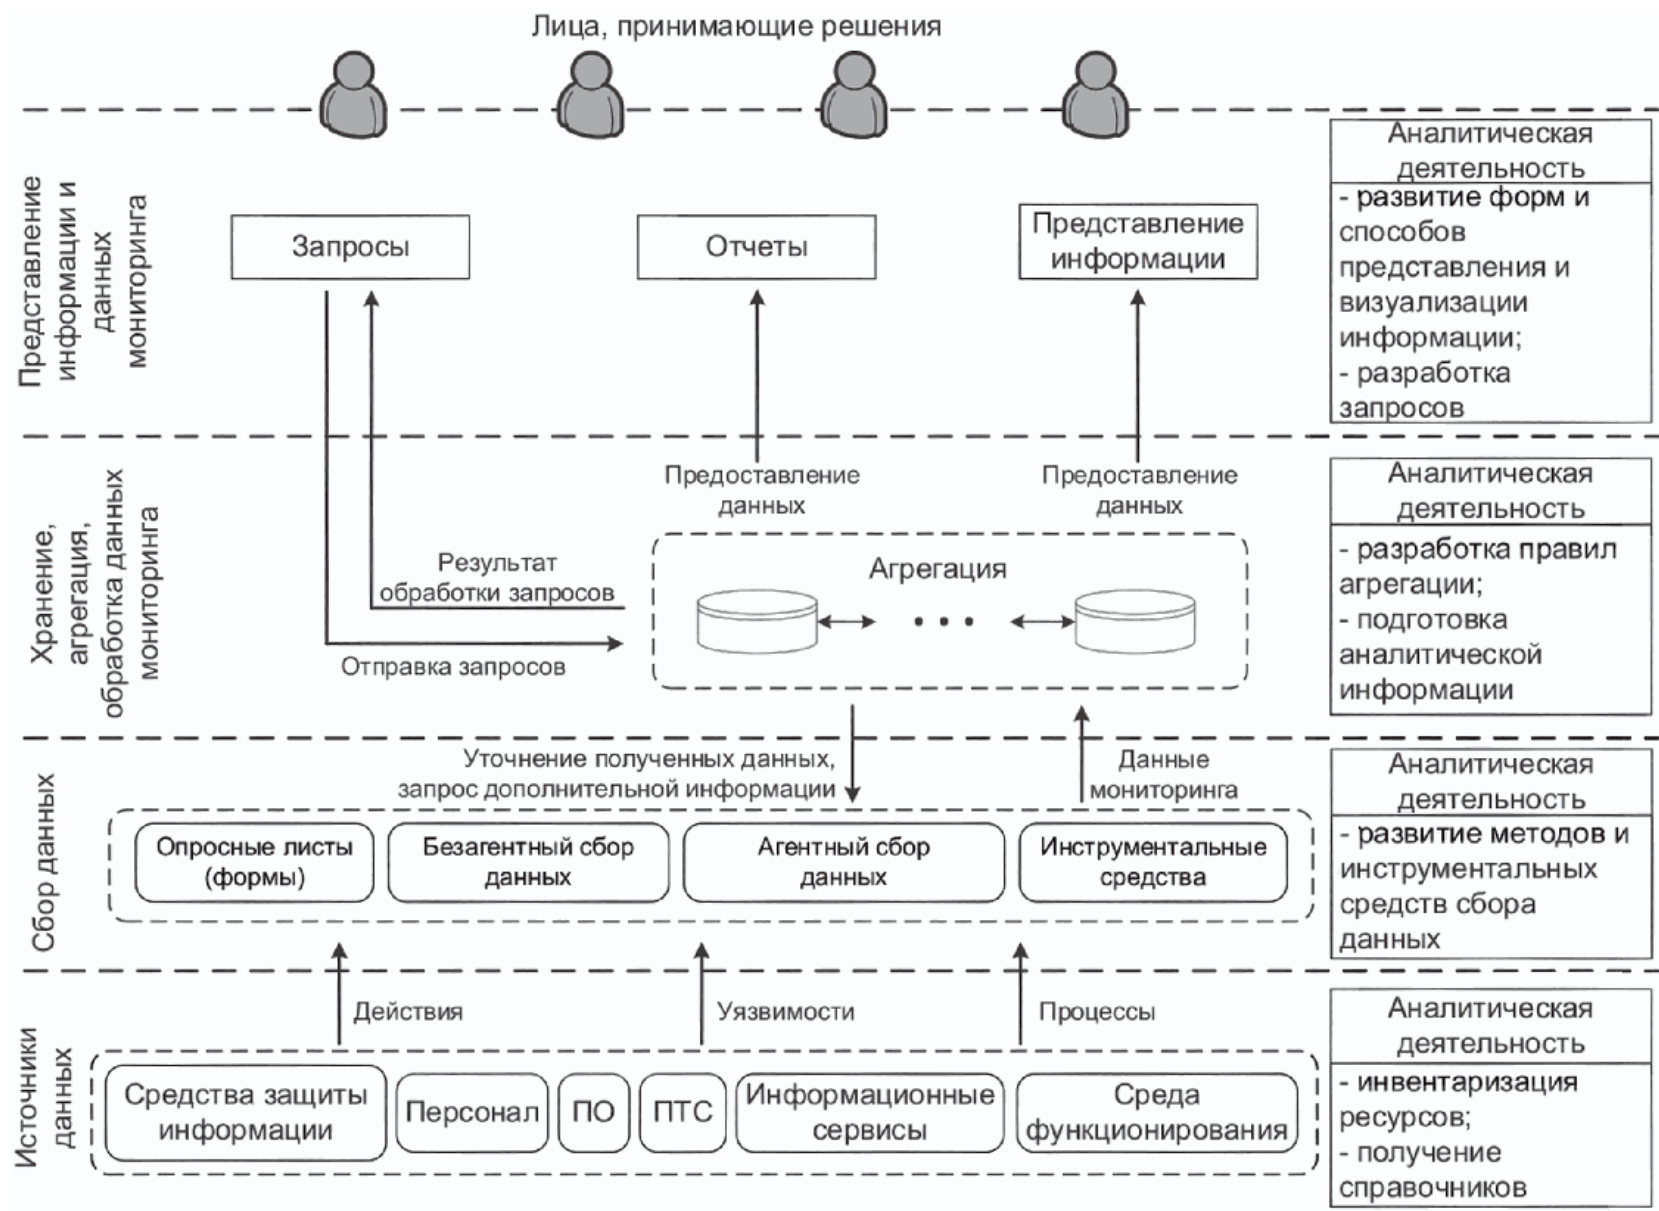 Лица, принимающие решения
Представление
информации и
данных
мониторинга
Запросы
Отчеты
Представление
информации
Аналитическая
деятельность
- развитие форм и
способов
представления и
визуализации
информации;
- разработка
запросов
Хранение,
агрегация,
обработка данных
мониторинга
Предоставление
данных
Предоставление
данных
Результат
обработки запросов
Отправка запросов
Агрегация
Аналитическая
деятельность
- разработка правил
агрегации;
- подготовка
аналитической
информации
Сбор данных
Уточнение полученных данных,
запрос дополнительной информации
Данные
мониторинга
Опросные листы
(формы)
Безагентный сбор
данных
Агентный сбор
данных
Инструментальные
средства
Аналитическая
деятельность
- развитие методов и
инструментальных
средств сбора
данных
Источники
данных
Действия
Уязвимости
Процессы
Средства защиты
информации
Персонал
ПО
ПТС
Информационные
сервисы
Среда
функционирования
Аналитическая
деятельность
- инвентаризация
ресурсов;
- получение
справочников